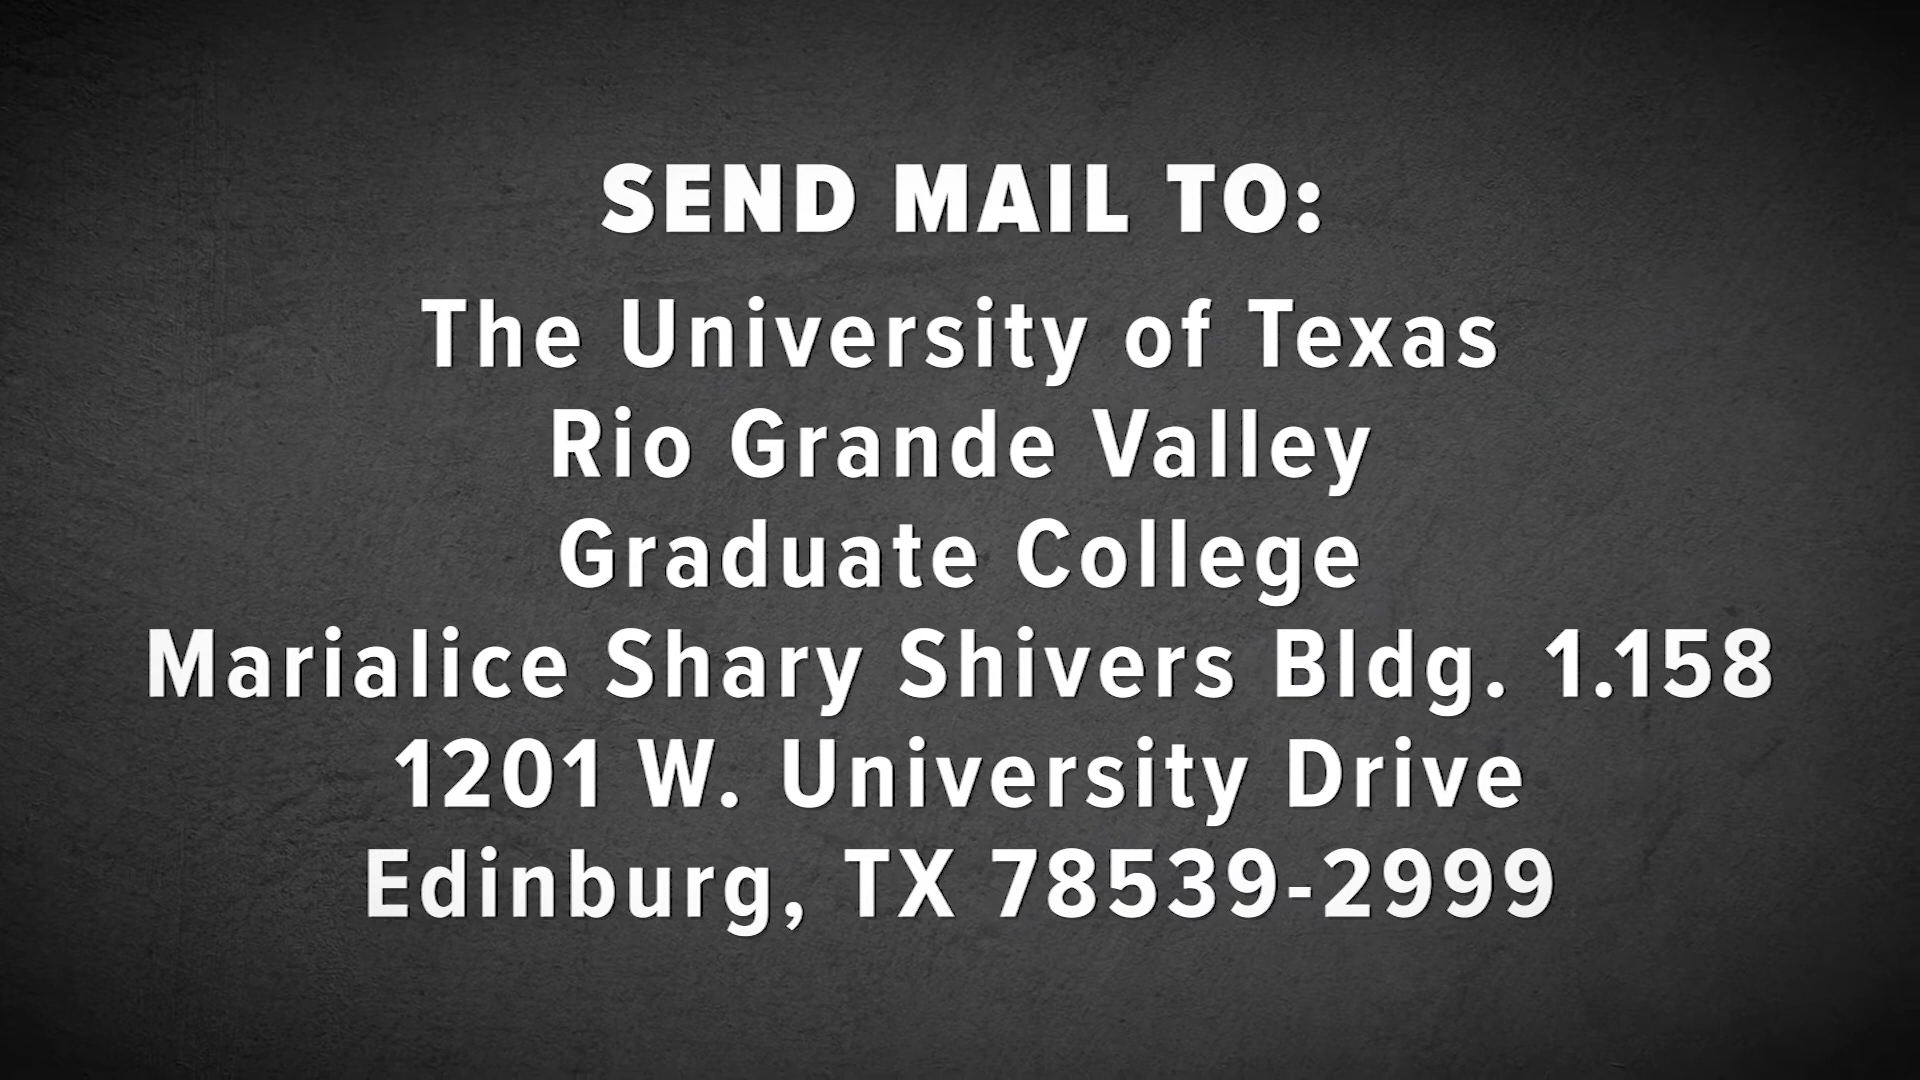 SEND MAIL TO:
The University of Texas
Rio Grande Valley
Graduate College
Marialice Shary Shivers Bldg. 1.158
1201 W. University Drive
Edinburg, TX 78539-2999